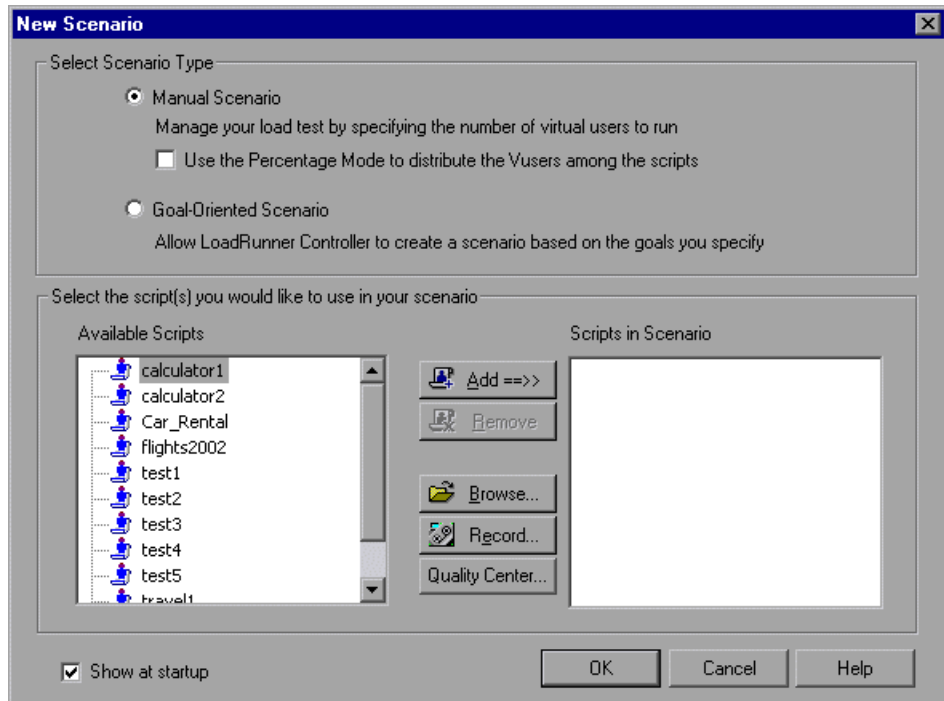 New Scenario
Select Scenario Type
Manual Scenario
Manage your load test by specifying the number of virtual users to run
Use the Percentage Mode to distribute the Vusers among the scripts
Goal-Oriented Scenario
Allow LoadRunner Controller to create a scenario based on the goals you specify
Select the script(s) you would like to use in your scenario
Available Scripts
calculator1
calculator2
Car_Rental
flights2002
test1
test2
test3
test4
test5
travel1
Add ==>>
Remove
Browse...
Record...
Quality Center...
Scripts in Scenario
Show at startup
OK
Cancel
Help